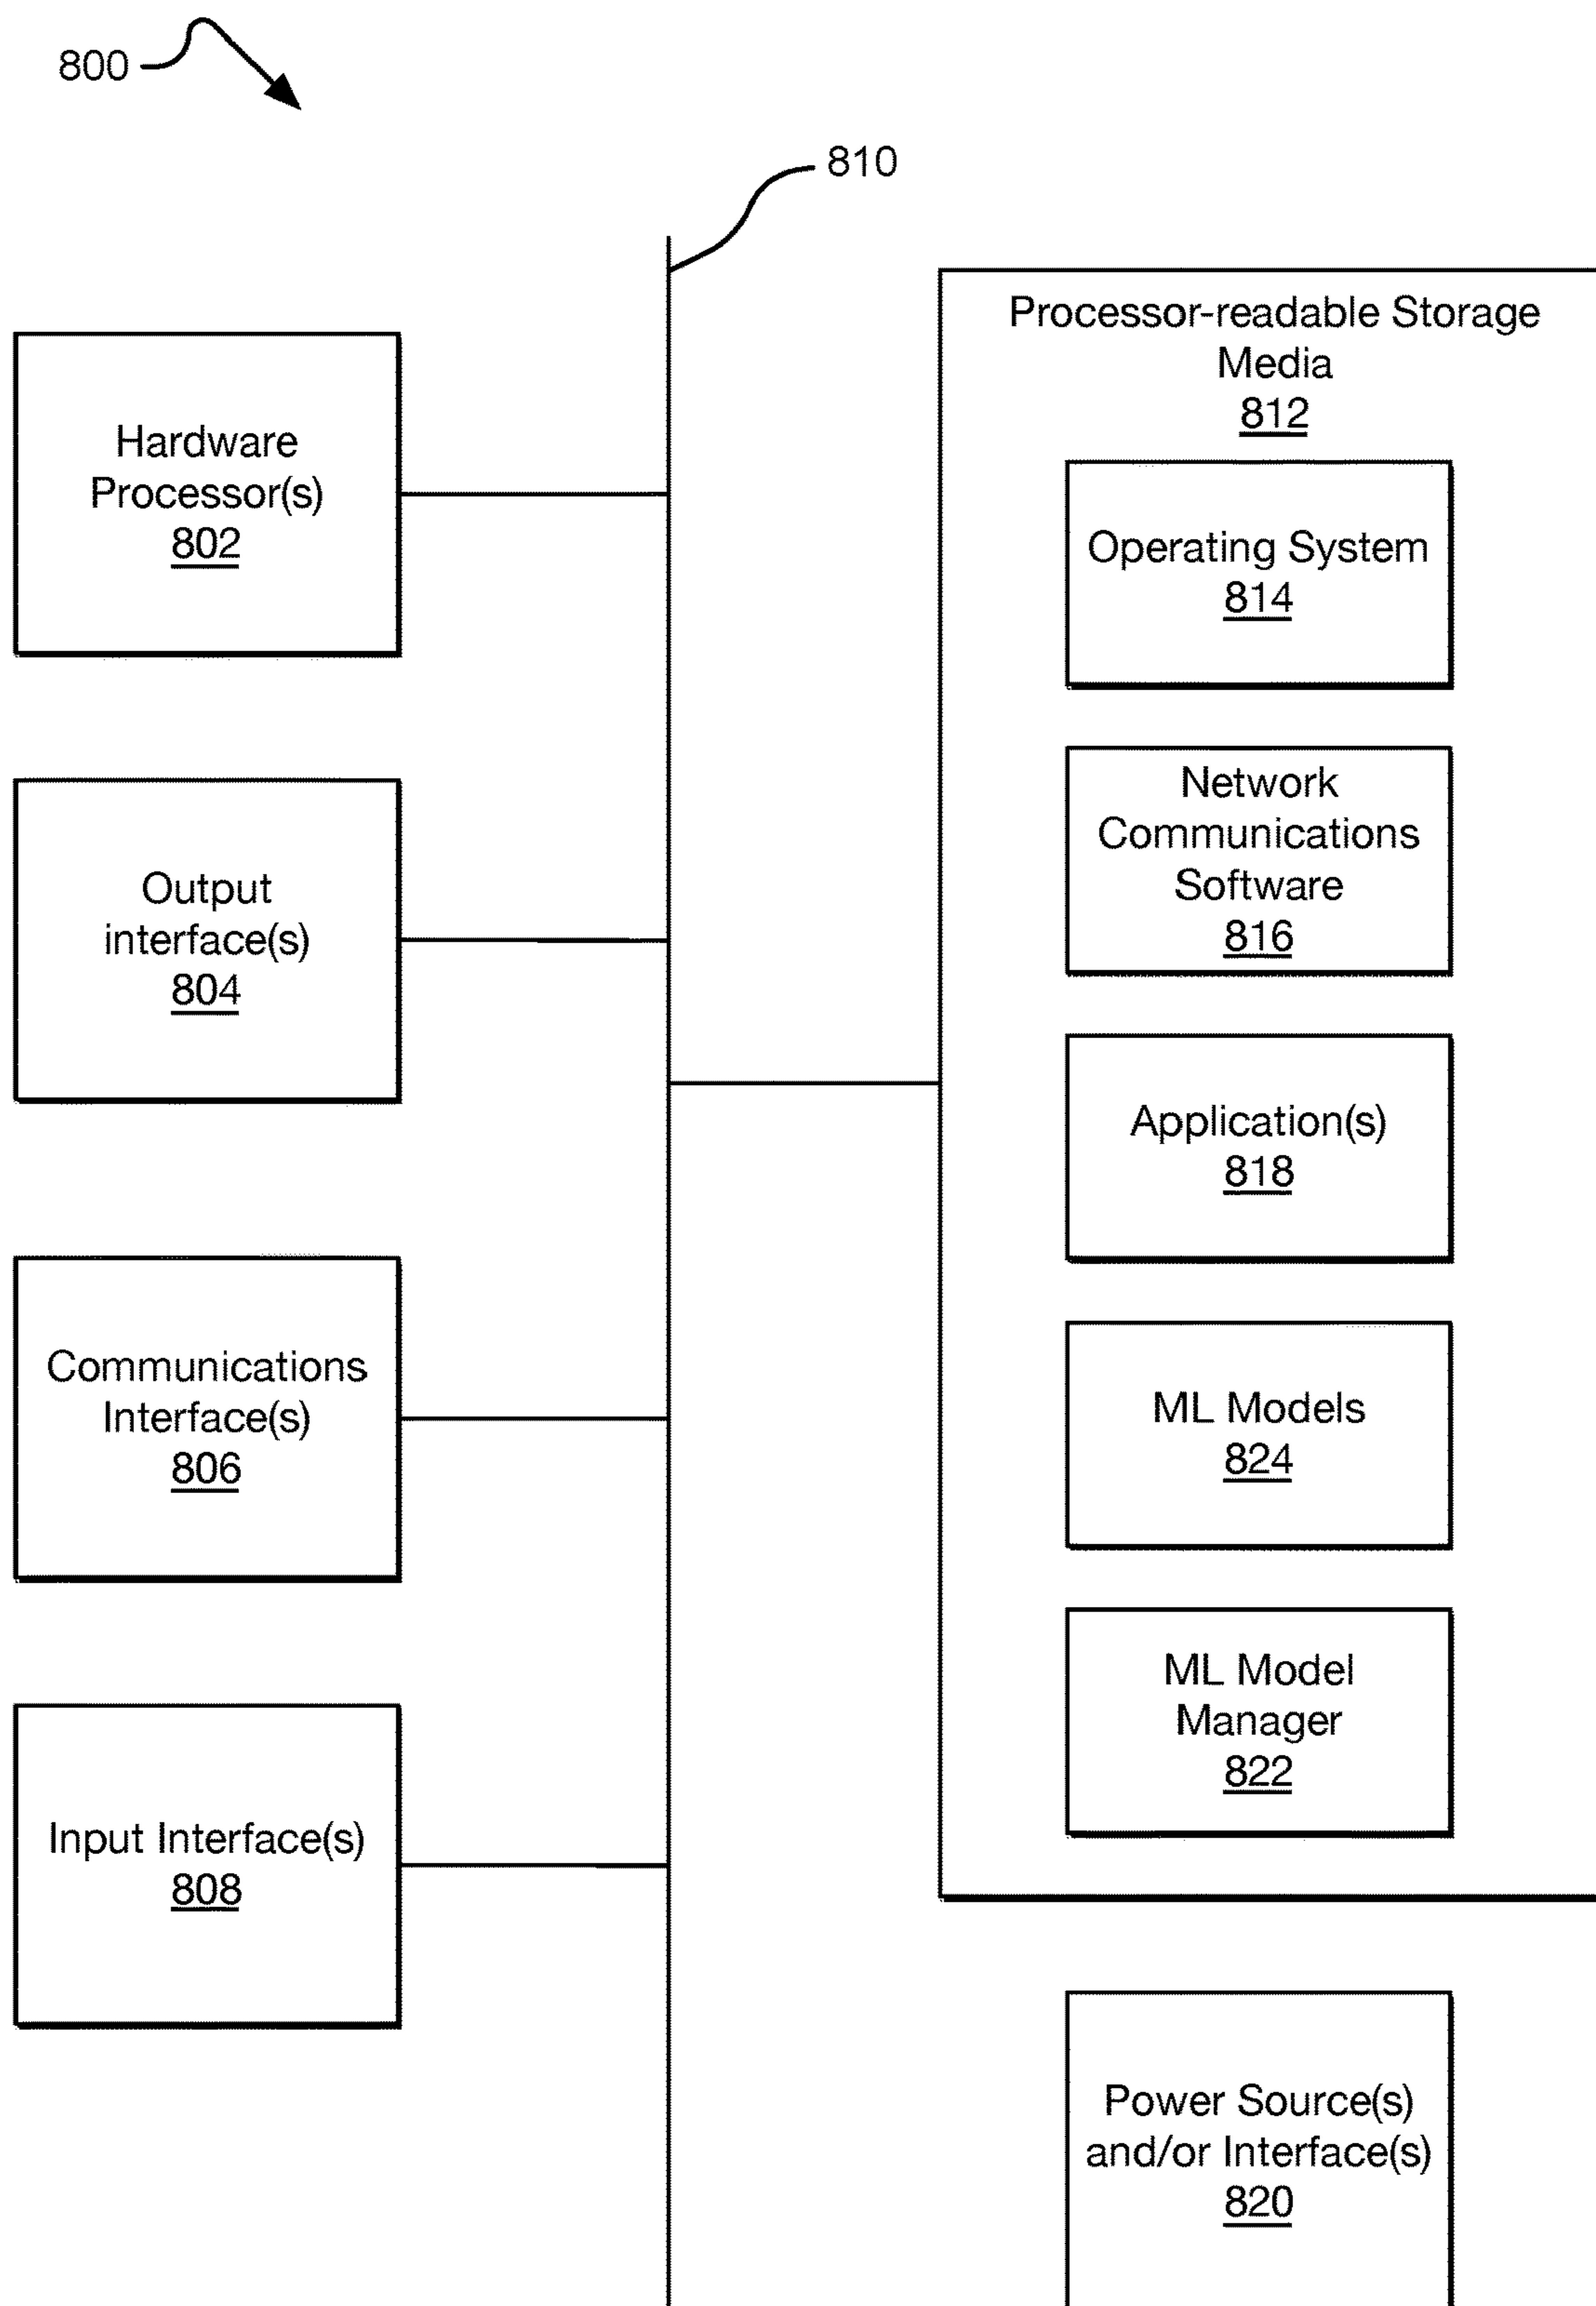 800
810
Hardware
Processor(s)
802
Output
interface(s)
804
Communications
Interface(s)
806
Input Interface(s)
808
Processor-readable Storage
Media
812
Operating System
814
Network
Communications
Software
816
Application(s)
818
ML Models
824
ML Model
Manager
822
Power Source(s)
and/or Interface(s)
820